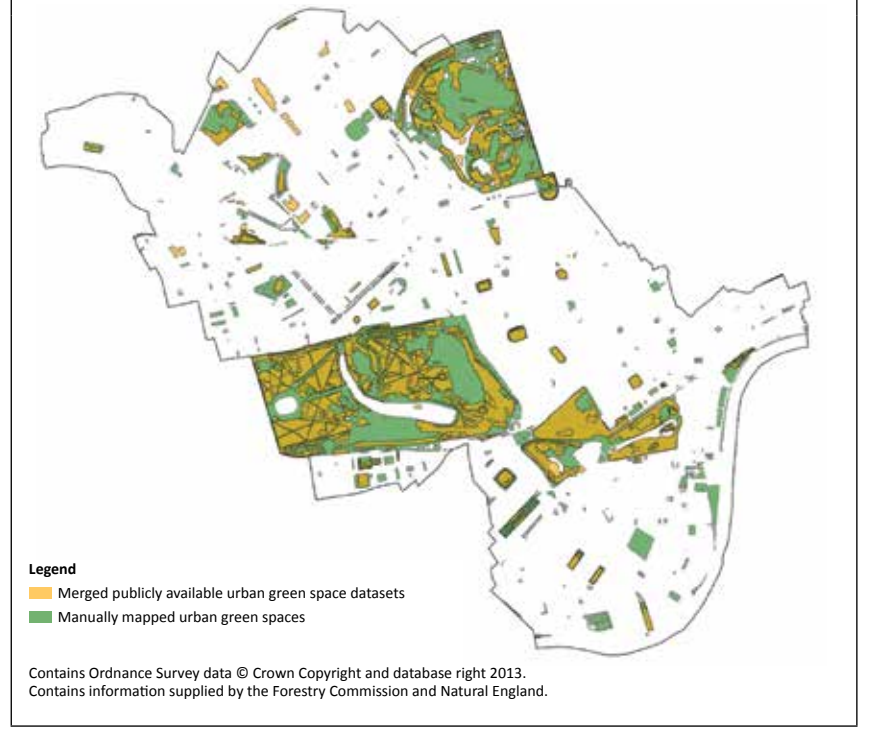 Legend
Merged publicly available urban green space datasets
Manually mapped urban green spaces
Contains Ordnance Survey data © Crown Copyright and database right 2013.
Contains information supplied by the Forestry Commission and Natural England.